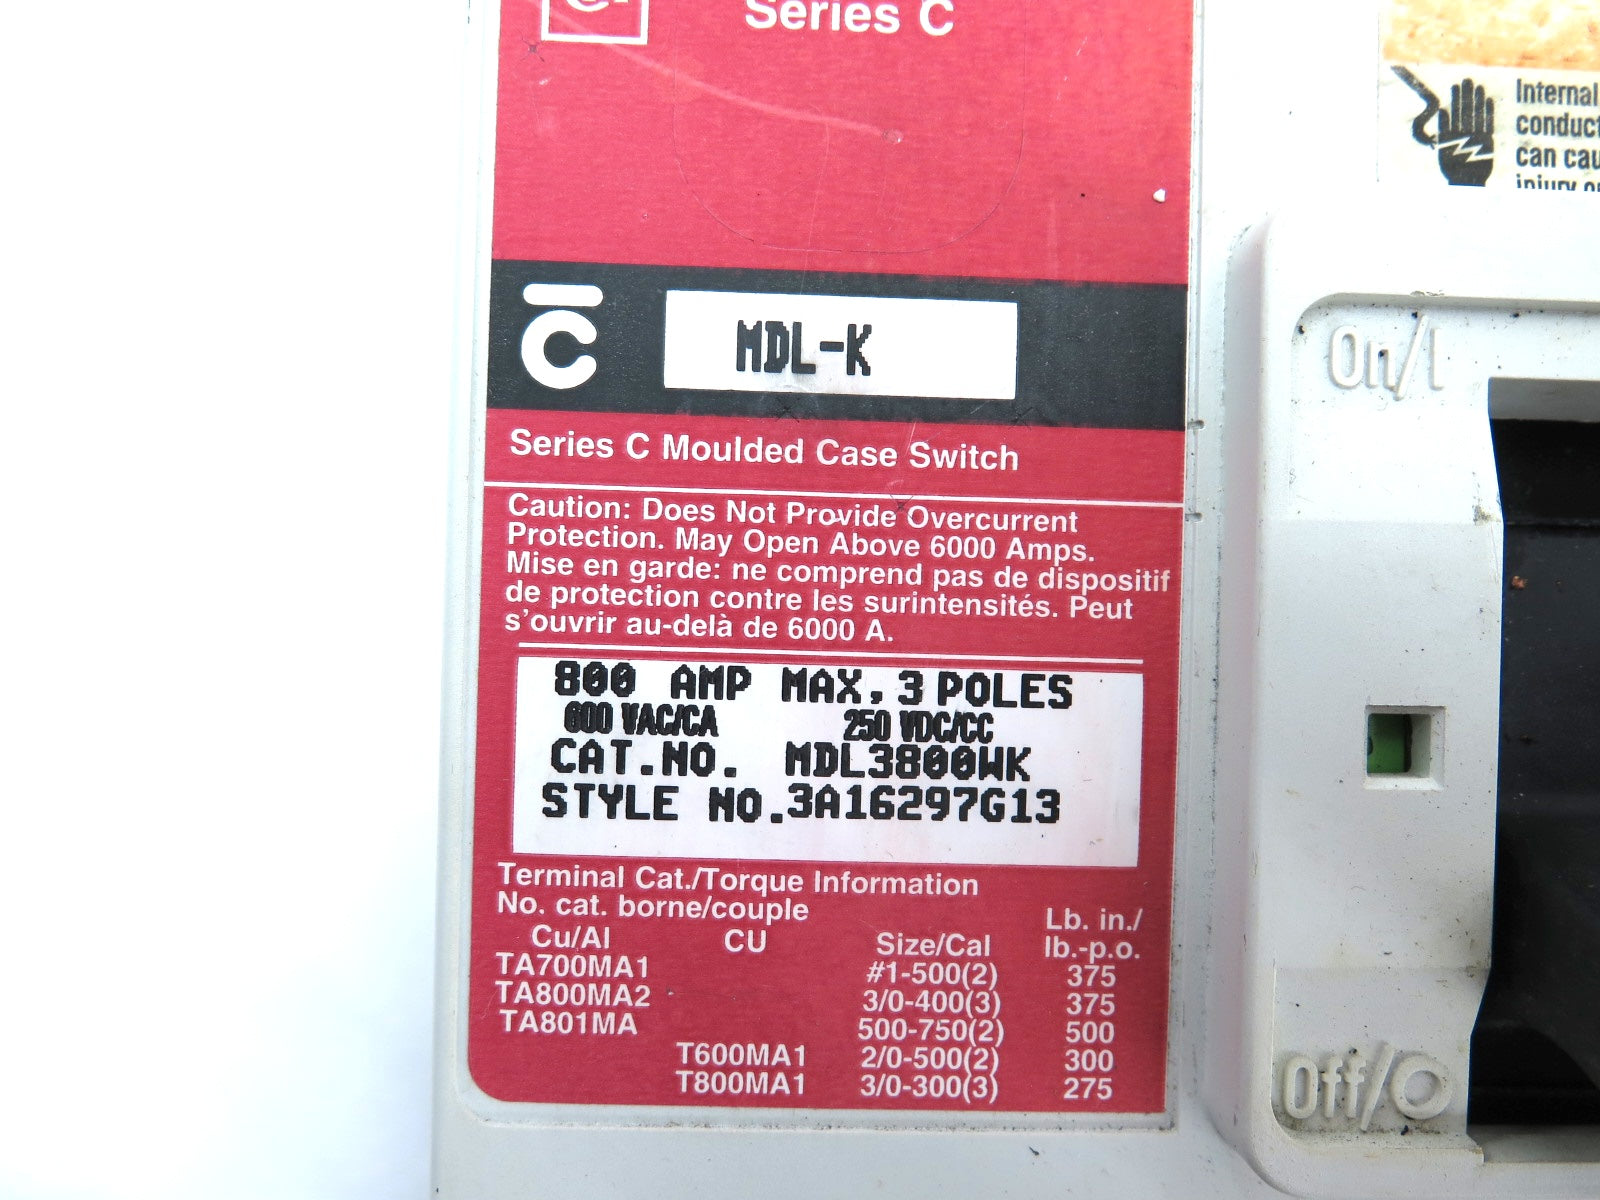 Series C
Internal
conduct
can cau
injury o
MDL-K
On/I
Series C Moulded Case Switch
Caution: Does Not Provide Overcurrent
Protection. May Open Above 6000 Amps.
Mise en garde: ne comprend pas de dispositif
de protection contre les surintensités. Peut
s'ouvrir au-delà de 6000 A.
800 AMP MAX, 3 POLES
600 VAC/CA 250 VDC/CC
CAT.NO. MDL3800WK
STYLE NO.3A16297G13
Terminal Cat./Torque Information
No. cat. borne/couple
Lb. in./
Cu/Al CU Size/Cal lb.-p.o.
TA700MA1 #1-500(2) 375
TA800MA2 3/0-400(3) 375
TA801MA 500-750(2) 500
T600MA1 2/0-500(2) 300
T800MA1 3/0-300(3) 275
Off/O